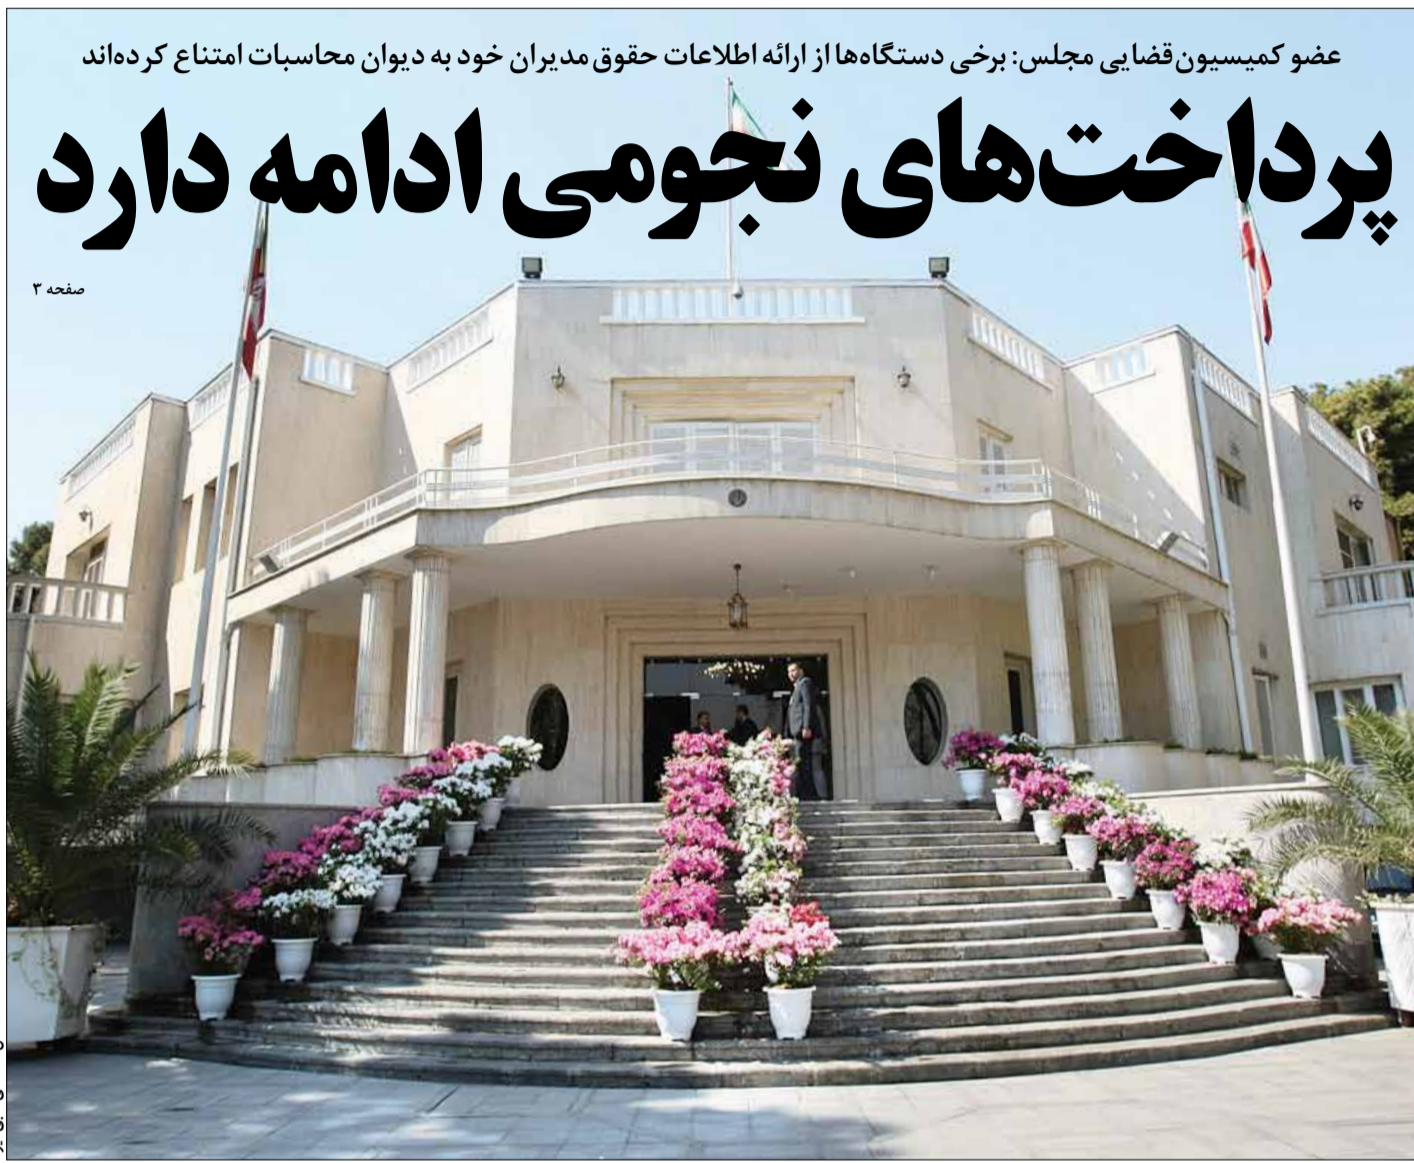 عضو کمیسیون قضایی مجلس: برخی دستگاه‌ها از ارائه اطلاعات حقوق مدیران خود به دیوان محاسبات امتناع کرده‌اند
پرداخت‌های نجومی ادامه دارد
صفحه ۳